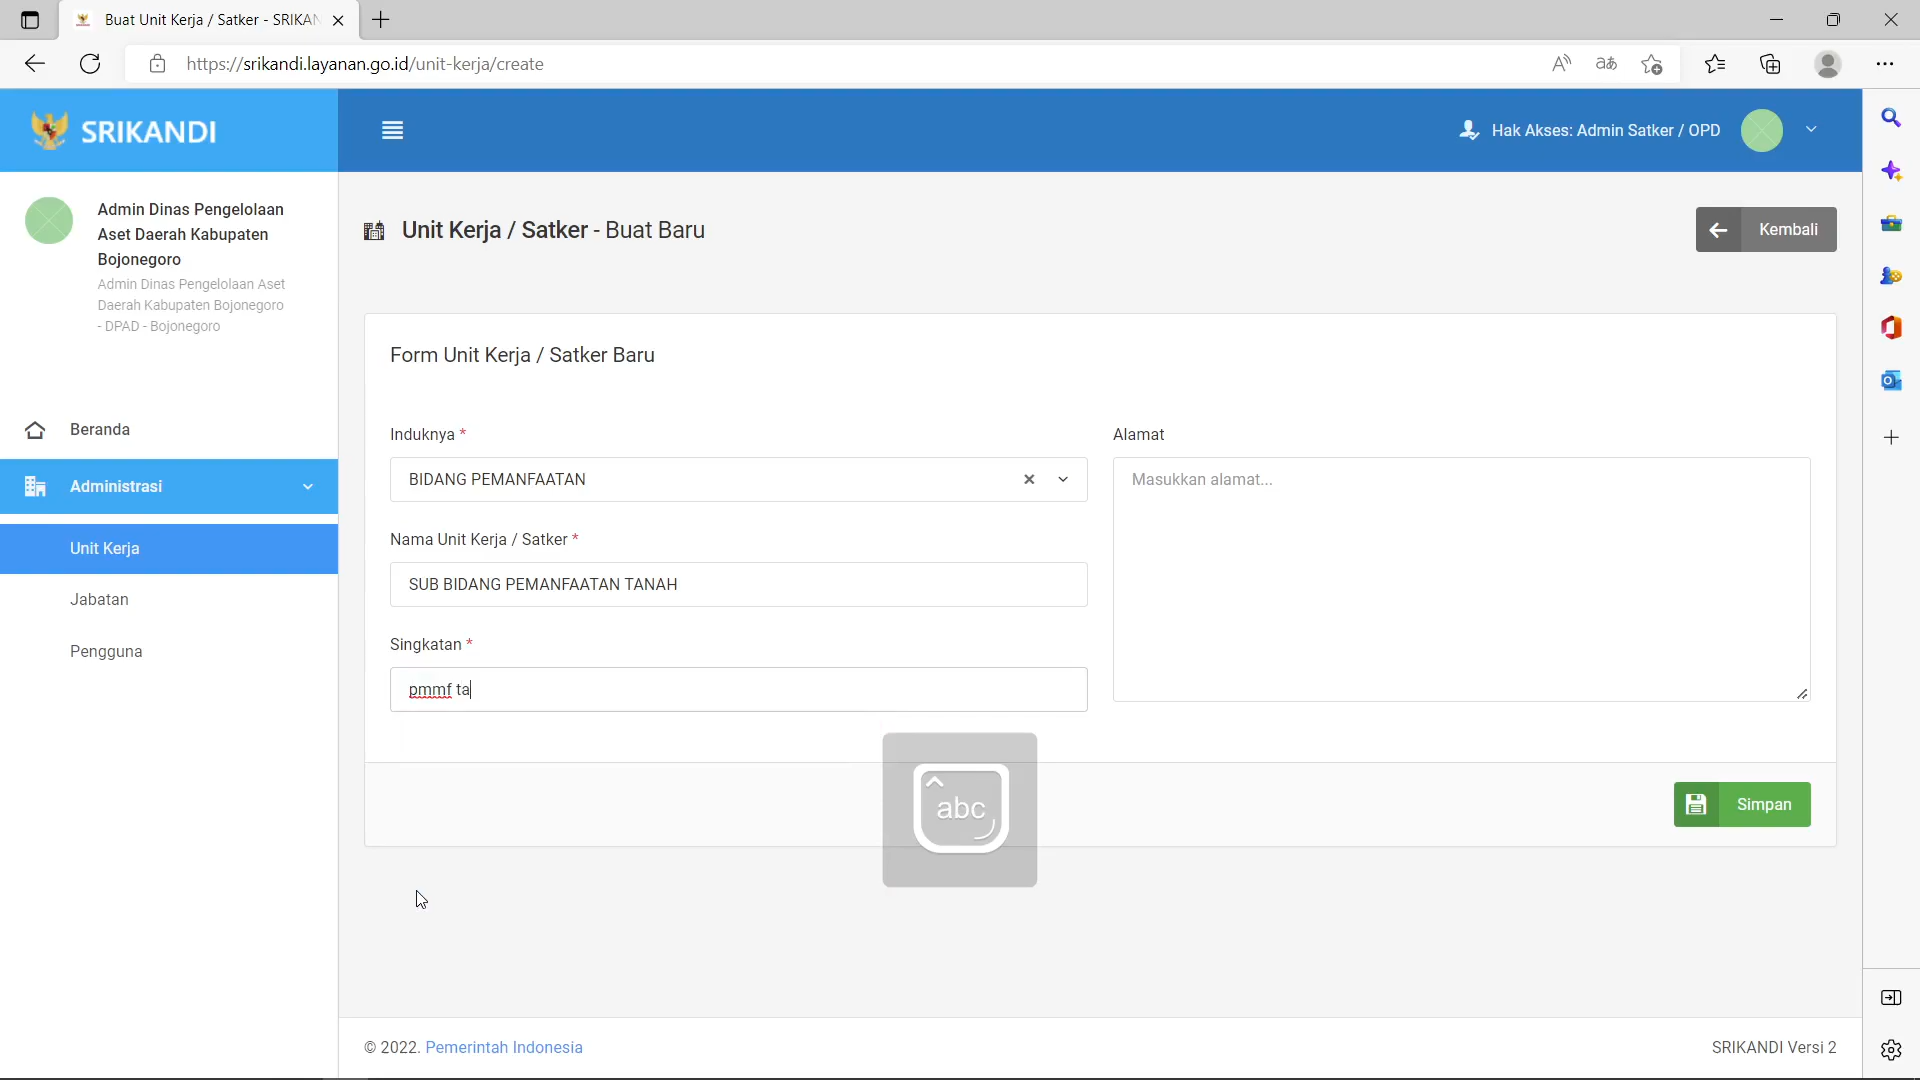 Buat Unit Kerja / Satker - SRIKAN
https://srikandi.layanan.go.id/unit-kerja/create
SRIKANDI
Hak Akses: Admin Satker / OPD
Admin Dinas Pengelolaan
Aset Daerah Kabupaten
Bojonegoro
Admin Dinas Pengelolaan Aset
Daerah Kabupaten Bojonegoro
- DPAD - Bojonegoro
Beranda
Administrasi
Unit Kerja
Jabatan
Pengguna
Unit Kerja / Satker - Buat Baru
Kembali
Form Unit Kerja / Satker Baru
Induknya *
BIDANG PEMANFAATAN
Nama Unit Kerja / Satker *
SUB BIDANG PEMANFAATAN TANAH
Singkatan *
pmmf ta
Alamat
Masukkan alamat...
abc
Simpan
© 2022. Pemerintah Indonesia
SRIKANDI Versi 2